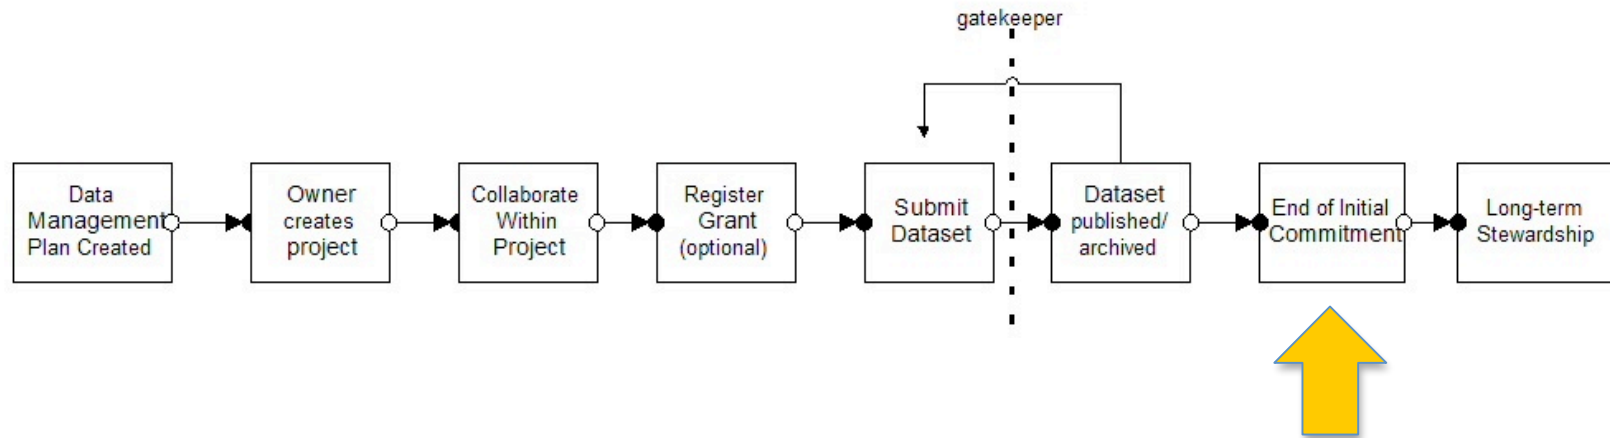 gatekeeper
Data
Management
Plan Created
Owner
creates
project
Collaborate
Within
Project
Register
Grant
(optional)
Submit
Dataset
Dataset
published/
archived
End of Initial
Commitment
Long-term
Stewardship